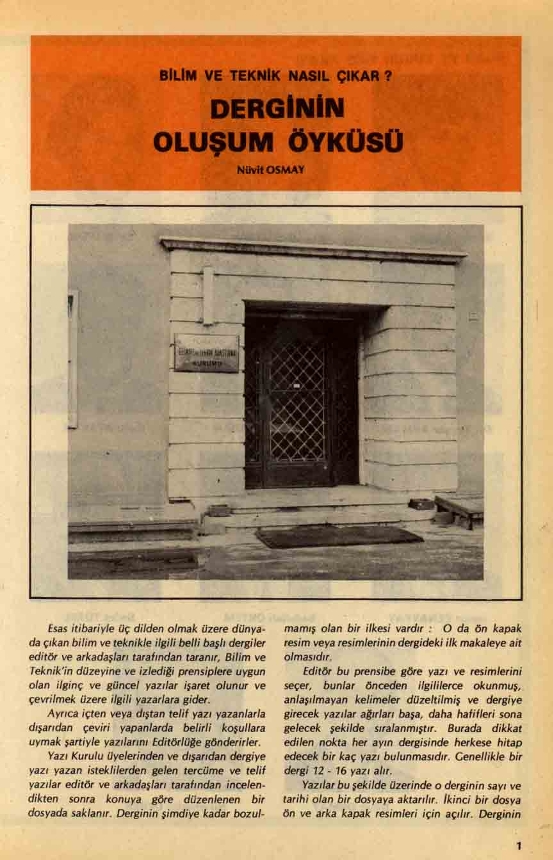 BİLİM VE TEKNİK NASIL ÇIKAR ?
DERGİNİN
OLUŞUM ÖYKÜSÜ
Nüvit OSMAY
KURUMU
Esas itibariyle üç dilden olmak üzere dünya-
da çıkan bilim ve teknikle ilgili belli başlı dergiler
editör ve arkadaşları tarafından taranır, Bilim ve
Teknik'in düzeyine ve izlediği prensiplere uygun
olan ilginç ve güncel yazılar işaret olunur ve
çevrilmek üzere ilgili yazarlara gider.
Ayrıca içten veya dıştan telif yazı yazanlarla
dışarıdan çeviri yapanlarda belirli koşullara
uymak şartiyle yazılarını Editörlüğe gönderirler.
Yazı Kurulu üyelerinden ve dışarıdan dergiye
yazı yazan isteklilerden gelen tercüme ve telif
yazılar editör ve arkadaşları tarafından incelen-
dikten sonra konuya göre düzenlenen bir
dosyada saklanır. Derginin şimdiye kadar bozul-
mamış olan bir ilkesi vardır : O da ön kapak
resim veya resimlerinin dergideki ilk makaleye ait
olmasıdır.
Editör bu prensibe göre yazı ve resimlerini
seçer, bunlar önceden ilgililerce okunmuş,
anlaşılmayan kelimeler düzeltilmiş ve dergiye
girecek yazılar ağırları başa, daha hafifleri sona
gelecek şekilde sıralanmıştır. Burada dikkat
edilen nokta her ayın dergisinde herkese hitap
edecek bir kaç yazı bulunmasıdır. Genellikle bir
dergi 12 - 16 yazı alır.
Yazılar bu şekilde üzerinde o derginin sayı ve
tarihi olan bir dosyaya aktarılır. İkinci bir dosya
ön ve arka kapak resimleri için açılır. Derginin
1